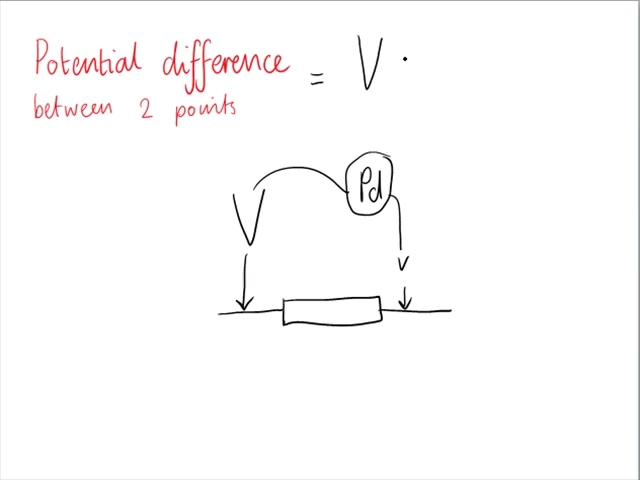 Potential difference = V
between 2 points
Pd
V
v